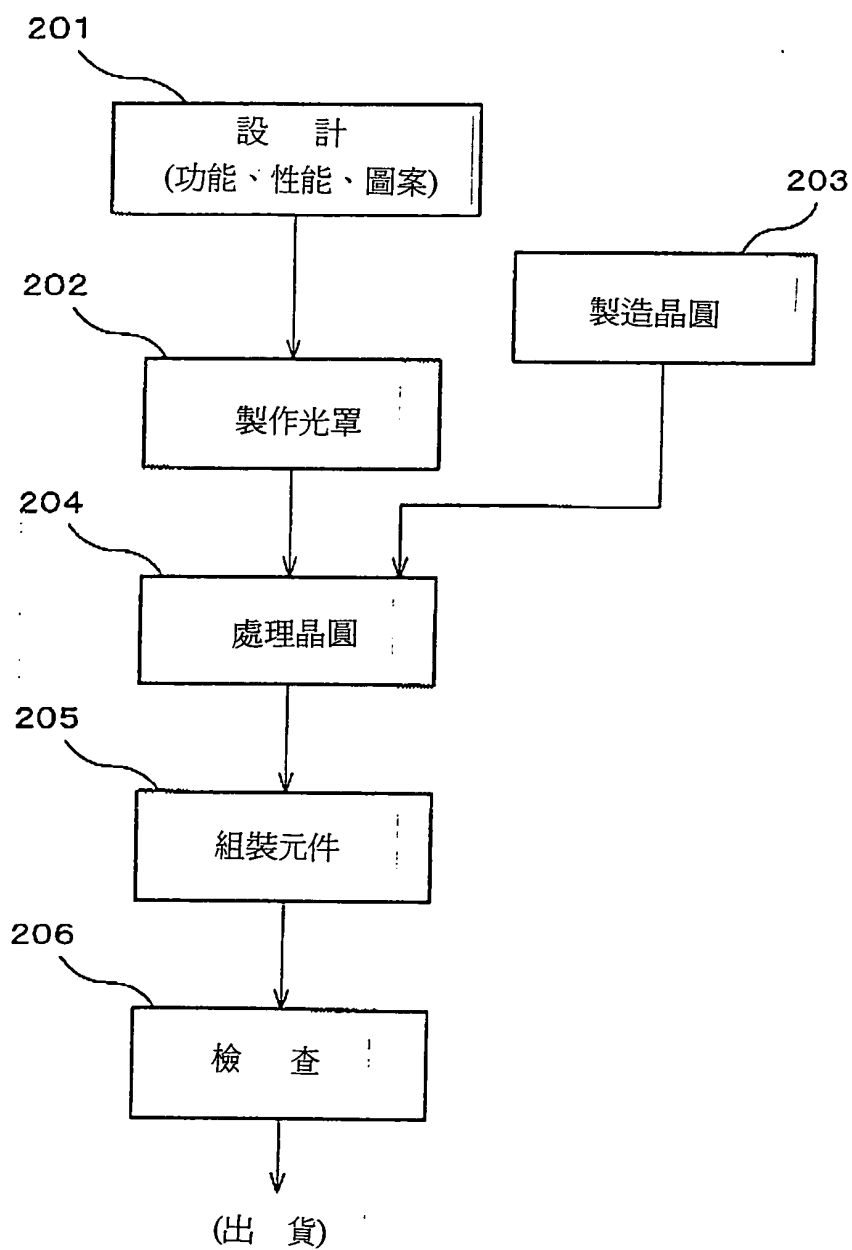 201
設 計
(功能、性能、圖案)
203
製造晶圓
202
製作光罩
204
處理晶圓
205
組裝元件
206
檢 查
(出 貨)